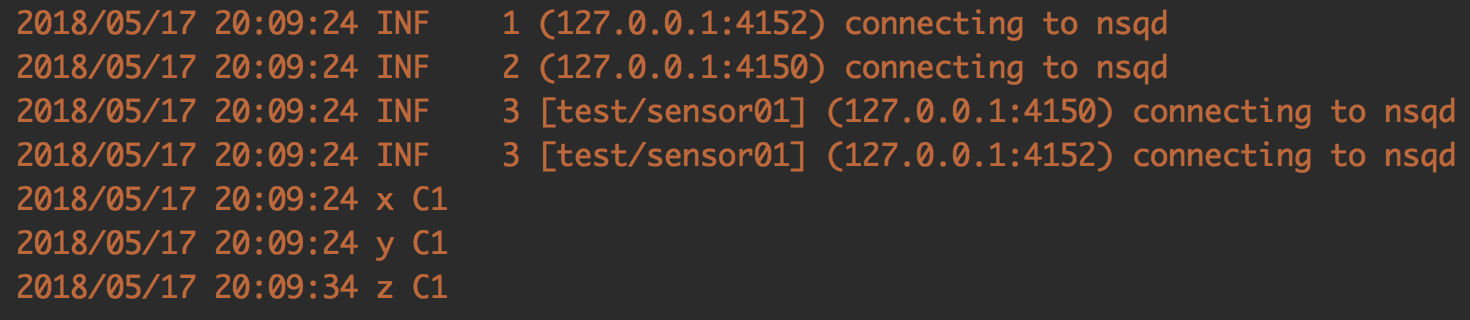 2018/05/17 20:09:24 INF    1 (127.0.0.1:4152) connecting to nsqd
2018/05/17 20:09:24 INF    2 (127.0.0.1:4150) connecting to nsqd
2018/05/17 20:09:24 INF    3 [test/sensor01] (127.0.0.1:4150) connecting to nsqd
2018/05/17 20:09:24 INF    3 [test/sensor01] (127.0.0.1:4152) connecting to nsqd
2018/05/17 20:09:24 x C1
2018/05/17 20:09:24 y C1
2018/05/17 20:09:34 z C1